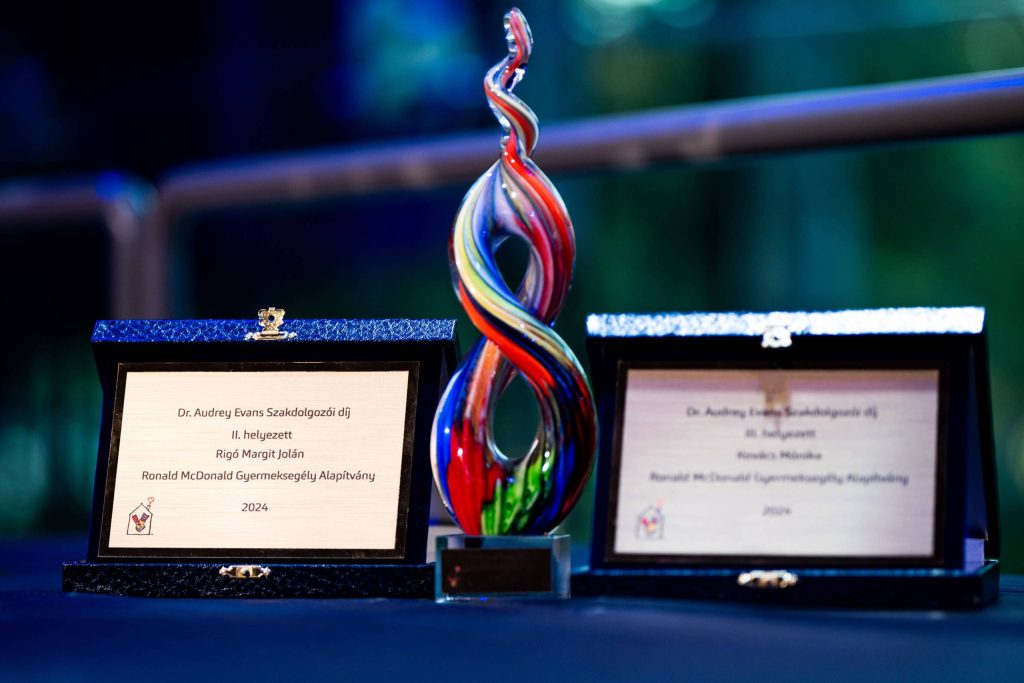 Dr. Audrey Evans Szakdolgozói díj
II. helyezett
Rigó Margit Jolán
Ronald McDonald Gyermeksegély Alapítvány
2024
Dr. Audrey Evans Szakdolgozói díj
III. helyezett
Kovács Mónika
Ronald McDonald Gyermeksegély Alapítvány
2024